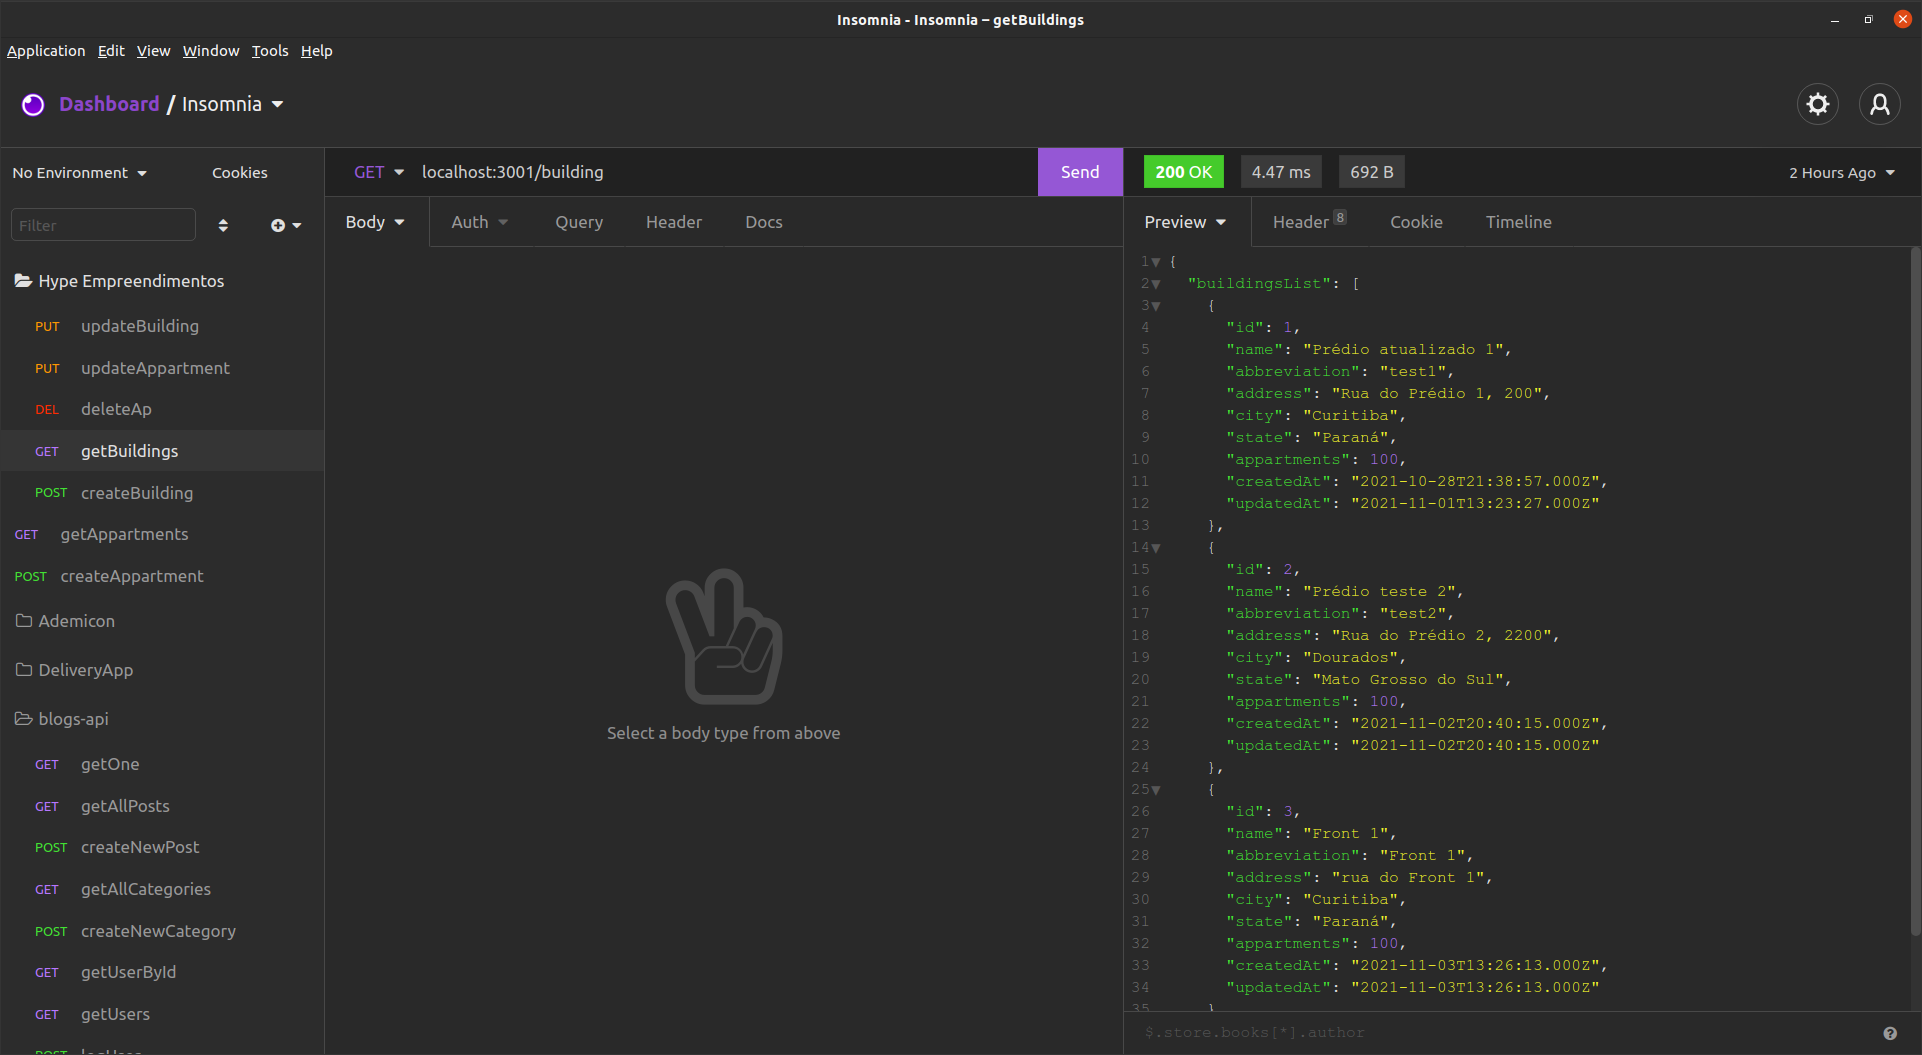 Insomnia - Insomnia – getBuildings
Application Edit View Window Tools Help
Dashboard / Insomnia
No Environment Cookies
Filter
Hype Empreendimentos
PUT updateBuilding
PUT updateAppartment
DEL deleteAp
GET getBuildings
POST createBuilding
GET getAppartments
POST createAppartment
Ademicon
DeliveryApp
blogs-api
GET getOne
GET getAllPosts
POST createNewPost
GET getAllCategories
POST createNewCategory
GET getUserById
GET getUsers
GET localhost:3001/building Send
Body Auth Query Header Docs
Select a body type from above
200 OK 4.47 ms 692 B 2 Hours Ago
Preview Header 8 Cookie Timeline
1 {
2 "buildingsList": [
3 {
4 "id": 1,
5 "name": "Prédio atualizado 1",
6 "abbreviation": "test1",
7 "address": "Rua do Prédio 1, 200",
8 "city": "Curitiba",
9 "state": "Paraná",
10 "appartments": 100,
11 "createdAt": "2021-10-28T21:38:57.000Z",
12 "updatedAt": "2021-11-01T13:23:27.000Z"
13 },
14 {
15 "id": 2,
16 "name": "Prédio teste 2",
17 "abbreviation": "test2",
18 "address": "Rua do Prédio 2, 2200",
19 "city": "Dourados",
20 "state": "Mato Grosso do Sul",
21 "appartments": 100,
22 "createdAt": "2021-11-02T20:40:15.000Z",
23 "updatedAt": "2021-11-02T20:40:15.000Z"
24 },
25 {
26 "id": 3,
27 "name": "Front 1",
28 "abbreviation": "Front 1",
29 "address": "rua do Front 1",
30 "city": "Curitiba",
31 "state": "Paraná",
32 "appartments": 100,
33 "createdAt": "2021-11-03T13:26:13.000Z",
34 "updatedAt": "2021-11-03T13:26:13.000Z"
35 }
$.store.books[*].author